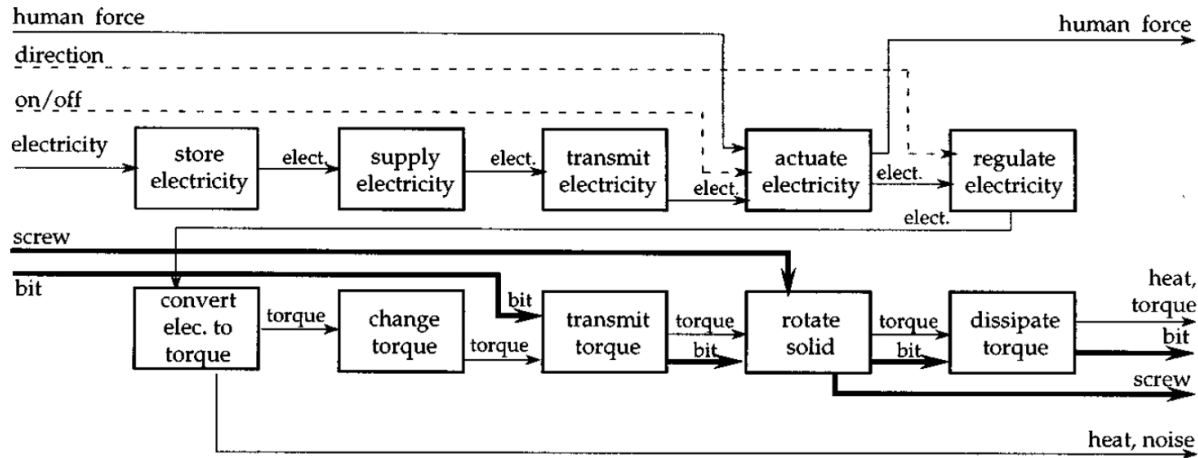 human force
human force
direction
on/off
electricity
store
electricity
elect.
supply
electricity
elect.
transmit
electricity
elect.
actuate
electricity
elect.
regulate
electricity
elect.
screw
bit
convert
elec. to
torque
torque
change
torque
torque
bit
transmit
torque
torque
bit
rotate
solid
torque
bit
dissipate
torque
heat,
torque
bit
screw
heat, noise